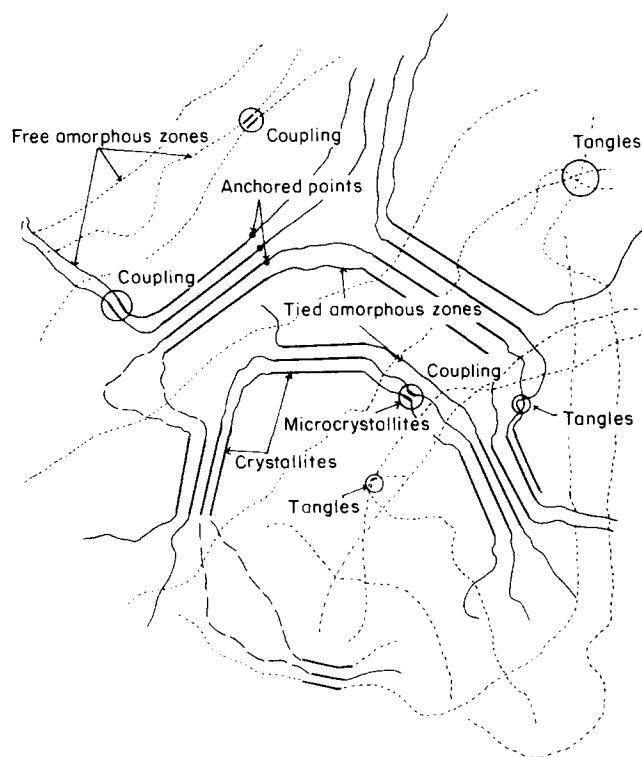 Free amorphous zones
Coupling
Tangles
Anchored points
Coupling
Tied amorphous zones
Coupling
Microcrystallites
Tangles
Crystallites
Tangles